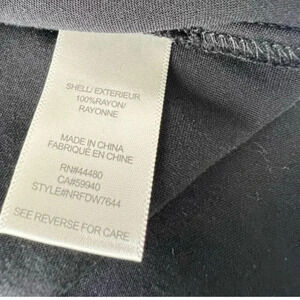 SHELL/ EXTERIEUR
100%RAYON/
RAYONNE
MADE IN CHINA
FABRIQUÉ EN CHINE
RN#44480
CA#59940
STYLE#NRFDW7644
SEE REVERSE FOR CARE